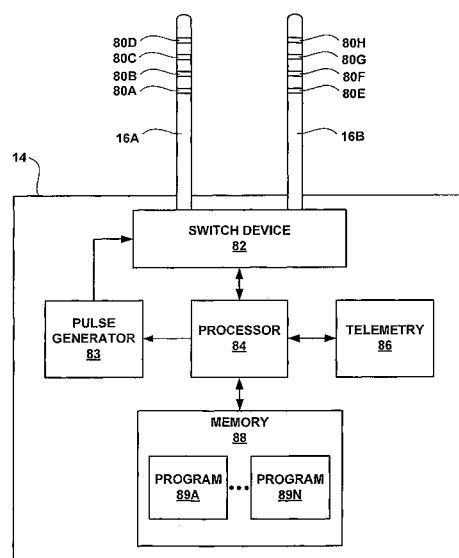 80D
80C
80B
80A
80H
80G
80F
80E
16A
16B
14
SWITCH DEVICE
82
PULSE
GENERATOR
83
PROCESSOR
84
TELEMETRY
86
MEMORY
88
PROGRAM
89A
•••
PROGRAM
89N